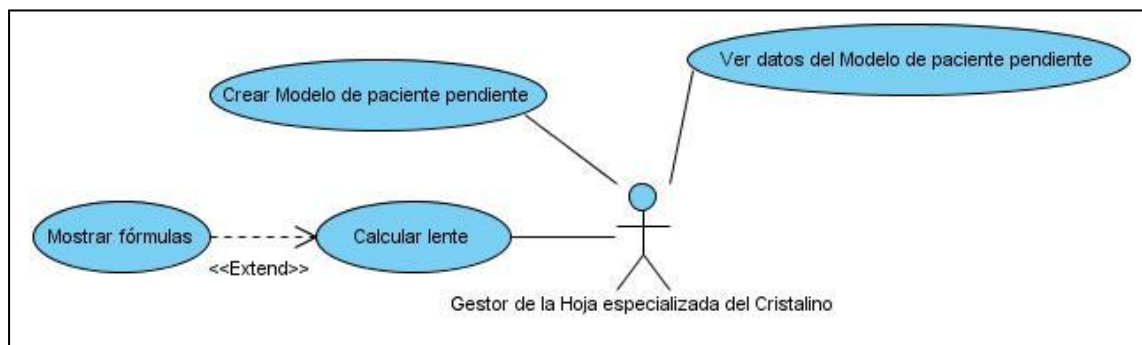 Ver datos del Modelo de paciente pendiente
Crear Modelo de paciente pendiente
Mostrar fórmulas
Calcular lente
<<Extend>>
Gestor de la Hoja especializada del Cristalino